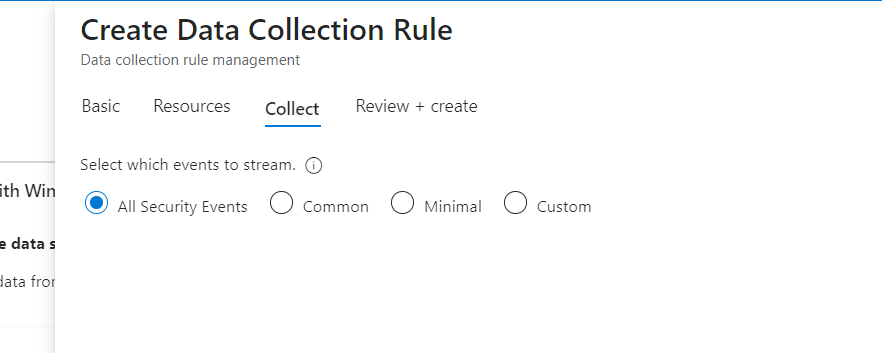 Create Data Collection Rule
Data collection rule management
Basic Resources Collect Review + create
Select which events to stream.
ith Win
All Security Events Common Minimal Custom
e data s
data from